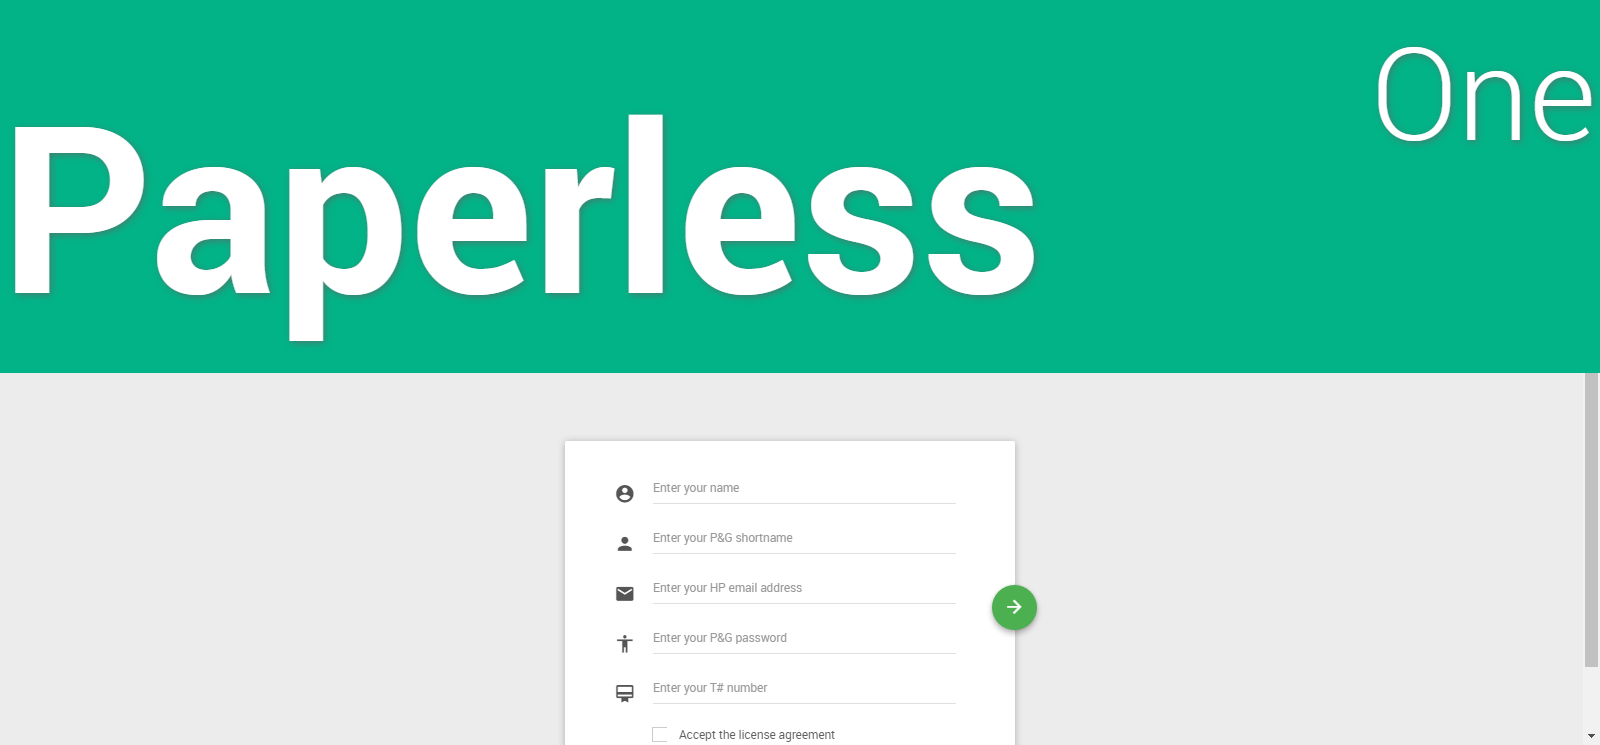 One
Paperless
Enter your name
Enter your P&G shortname
Enter your HP email address
Enter your P&G password
Enter your T# number
Accept the license agreement